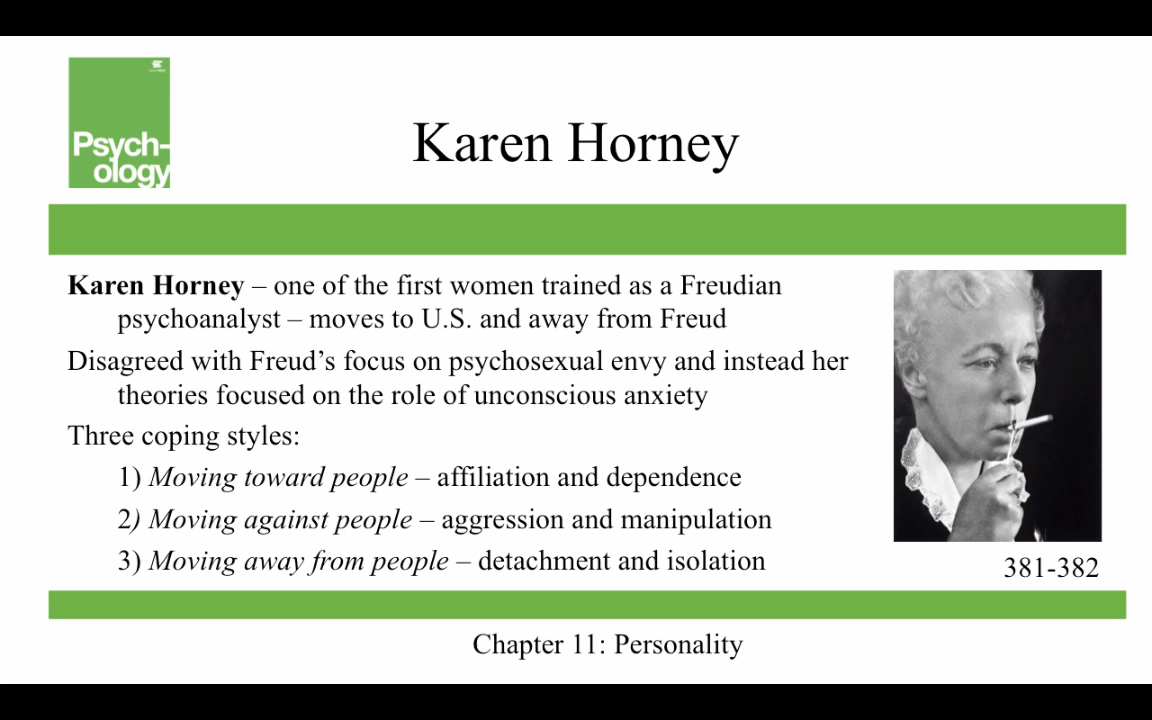 Psych-
ology
Karen Horney
Karen Horney – one of the first women trained as a Freudian
psychoanalyst – moves to U.S. and away from Freud
Disagreed with Freud’s focus on psychosexual envy and instead her
theories focused on the role of unconscious anxiety
Three coping styles:
1) Moving toward people – affiliation and dependence
2) Moving against people – aggression and manipulation
3) Moving away from people – detachment and isolation
381-382
Chapter 11: Personality